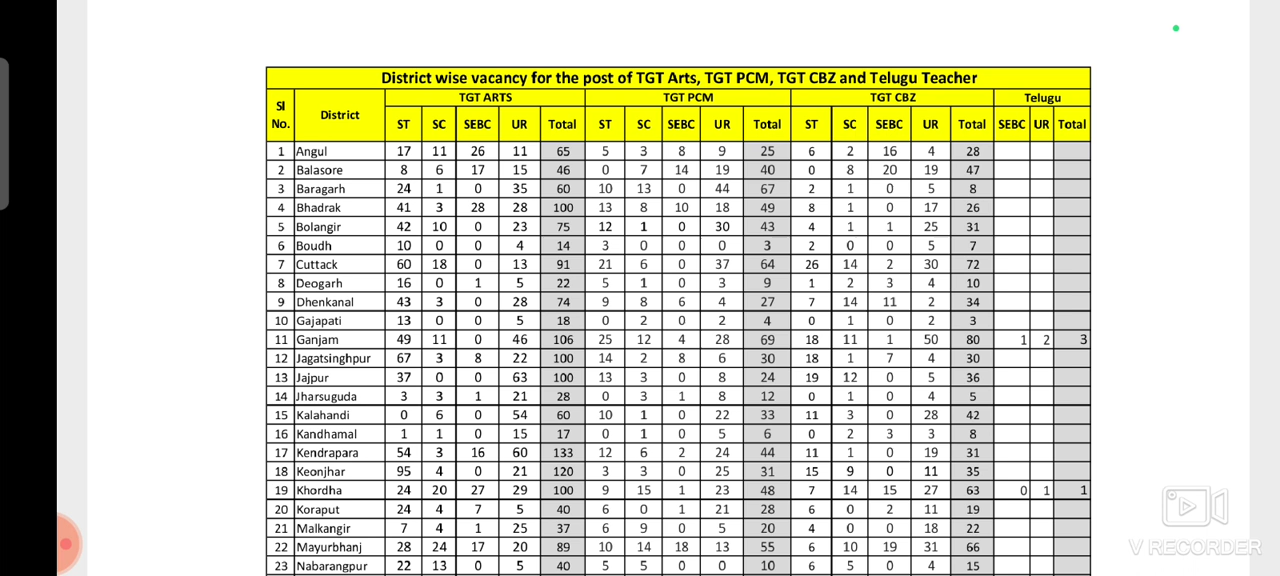 District wise vacancy for the post of TGT Arts, TGT PCM, TGT CBZ and Telugu Teacher
Sl No. District TGT ARTS TGT PCM TGT CBZ Telugu
ST SC SEBC UR Total ST SC SEBC UR Total ST SC SEBC UR Total SEBC UR Total
1 Angul 17 11 26 11 65 5 3 8 9 25 6 2 16 4 28
2 Balasore 8 6 17 15 46 0 7 14 19 40 0 8 20 19 47
3 Baragarh 24 1 0 35 60 10 13 0 44 67 2 1 0 5 8
4 Bhadrak 41 3 28 28 100 13 8 10 18 49 8 1 0 17 26
5 Bolangir 42 10 0 23 75 12 1 0 30 43 4 1 1 25 31
6 Boudh 10 0 0 4 14 3 0 0 0 3 2 0 0 5 7
7 Cuttack 60 18 0 13 91 21 6 0 37 64 26 14 2 30 72
8 Deogarh 16 0 1 5 22 5 1 0 3 9 1 2 3 4 10
9 Dhenkanal 43 3 0 28 74 9 8 6 4 27 7 14 11 2 34
10 Gajapati 13 0 0 5 18 0 2 0 2 4 0 1 0 2 3
11 Ganjam 49 11 0 46 106 25 12 4 28 69 18 11 1 50 80 1 2 3
12 Jagatsinghpur 67 3 8 22 100 14 2 8 6 30 18 1 7 4 30
13 Jajpur 37 0 0 63 100 13 3 0 8 24 19 12 0 5 36
14 Jharsuguda 3 3 1 21 28 0 3 1 8 12 0 1 0 4 5
15 Kalahandi 0 6 0 54 60 10 1 0 22 33 11 3 0 28 42
16 Kandhamal 1 1 0 15 17 0 1 0 5 6 0 2 3 3 8
17 Kendrapara 54 3 16 60 133 12 6 2 24 44 11 1 0 19 31
18 Keonjhar 95 4 0 21 120 3 3 0 25 31 15 9 0 11 35
19 Khordha 24 20 27 29 100 9 15 1 23 48 7 14 15 27 63 0 1 1
20 Koraput 24 4 7 5 40 6 0 1 21 28 6 0 2 11 19
21 Malkangir 7 4 1 25 37 6 9 0 5 20 4 0 0 18 22
22 Mayurbhanj 28 24 17 20 89 10 14 18 13 55 6 10 19 31 66
23 Nabarangpur 22 13 0 5 40 5 5 0 0 10 6 5 0 4 15
V RECORDER